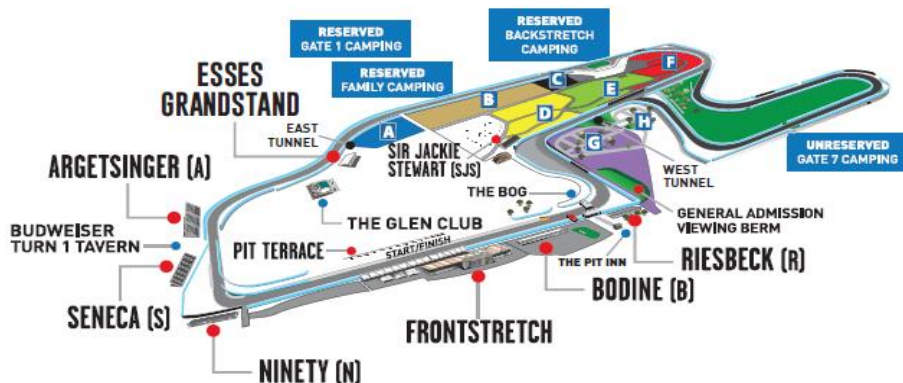 RESERVED
GATE 1 CAMPING
RESERVED
BACKSTRETCH
CAMPING
RESERVED
FAMILY CAMPING
ESSES
GRANDSTAND
F
C
E
B
D
A
H
G
EAST
TUNNEL
SIR JACKIE
STEWART (SJS)
UNRESERVED
GATE 7 CAMPING
WEST
TUNNEL
ARGETSINGER (A)
THE BOG
BUDWEISER
TURN 1 TAVERN
THE GLEN CLUB
GENERAL ADMISSION
VIEWING BERM
PIT TERRACE
START/FINISH
THE PIT INN
RIESBECK (R)
BODINE (B)
SENECA (S)
FRONTSTRETCH
NINETY (N)